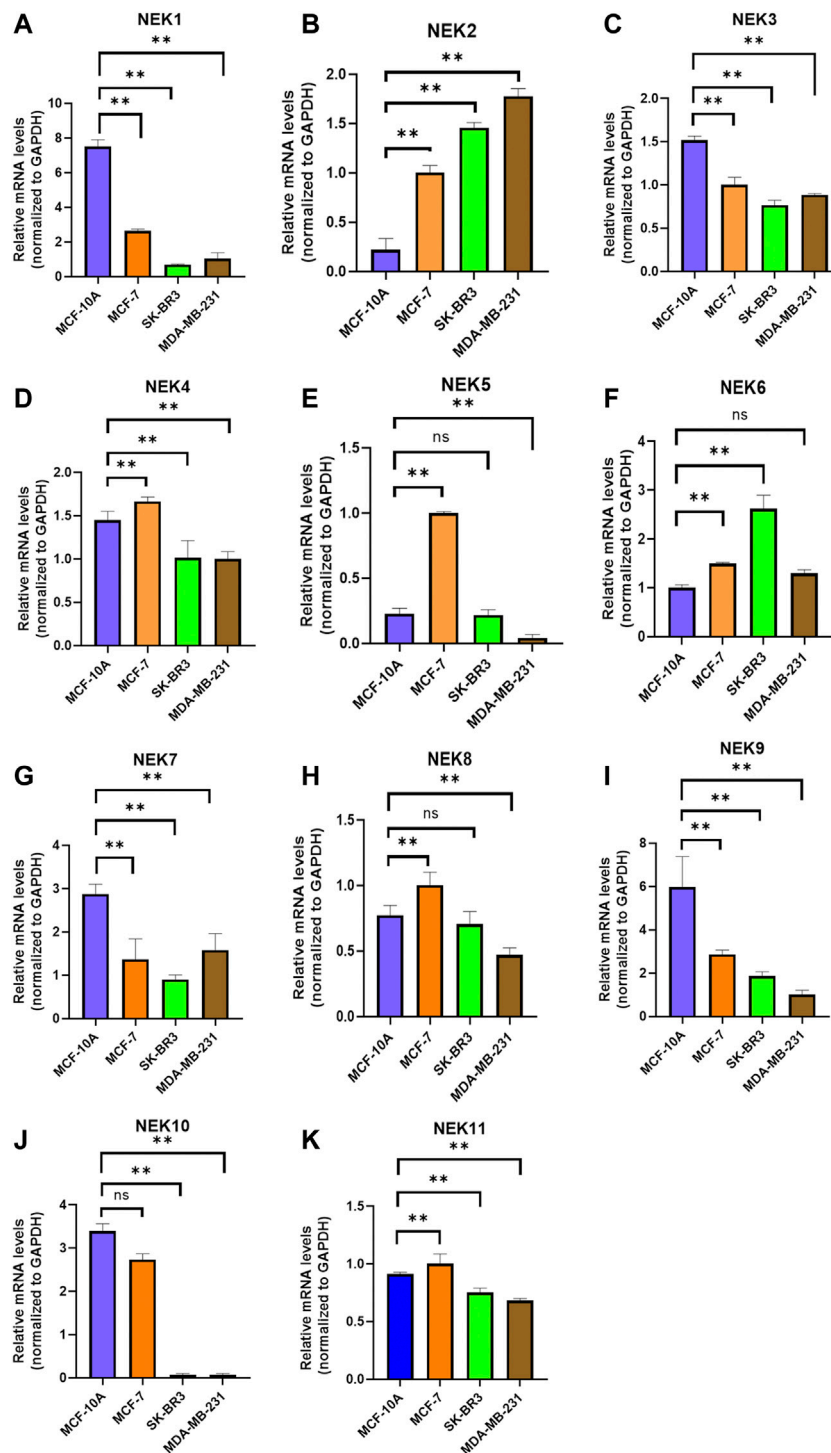 A
NEK1
**
**
**
Relative mRNA levels
(normalized to GAPDH)
8
6
4
2
0
MCF-10A
MCF-7
SK-BR3
MDA-MB-231
B
NEK2
**
**
**
Relative mRNA levels
(normalized to GAPDH)
2.0
1.5
1.0
0.5
0.0
MCF-10A
MCF-7
SK-BR3
MDA-MB-231
C
NEK3
**
**
**
Relative mRNA levels
(normalized to GAPDH)
2.0
1.5
1.0
0.5
0.0
MCF-10A
MCF-7
SK-BR3
MDA-MB-231
D
NEK4
**
**
**
Relative mRNA levels
(normalized to GAPDH)
2.0
1.5
1.0
0.5
0.0
MCF-10A
MCF-7
SK-BR3
MDA-MB-231
E
NEK5
**
ns
**
Relative mRNA levels
(normalized to GAPDH)
1.5
1.0
0.5
0.0
MCF-10A
MCF-7
SK-BR3
MDA-MB-231
F
NEK6
ns
**
**
Relative mRNA levels
(normalized to GAPDH)
4
3
2
1
0
MCF-10A
MCF-7
SK-BR3
MDA-MB-231
G
NEK7
**
**
**
Relative mRNA levels
(normalized to GAPDH)
4
3
2
1
0
MCF-10A
MCF-7
SK-BR3
MDA-MB-231
H
NEK8
**
ns
**
Relative mRNA levels
(normalized to GAPDH)
1.5
1.0
0.5
0.0
MCF-10A
MCF-7
SK-BR3
MDA-MB-231
I
NEK9
**
**
**
Relative mRNA levels
(normalized to GAPDH)
8
6
4
2
0
MCF-10A
MCF-7
SK-BR3
MDA-MB-231
J
NEK10
**
**
ns
Relative mRNA levels
(normalized to GAPDH)
4
3
2
1
0
MCF-10A
MCF-7
SK-BR3
MDA-MB-231
K
NEK11
**
**
**
Relative mRNA levels
(normalized to GAPDH)
1.5
1.0
0.5
0.0
MCF-10A
MCF-7
SK-BR3
MDA-MB-231